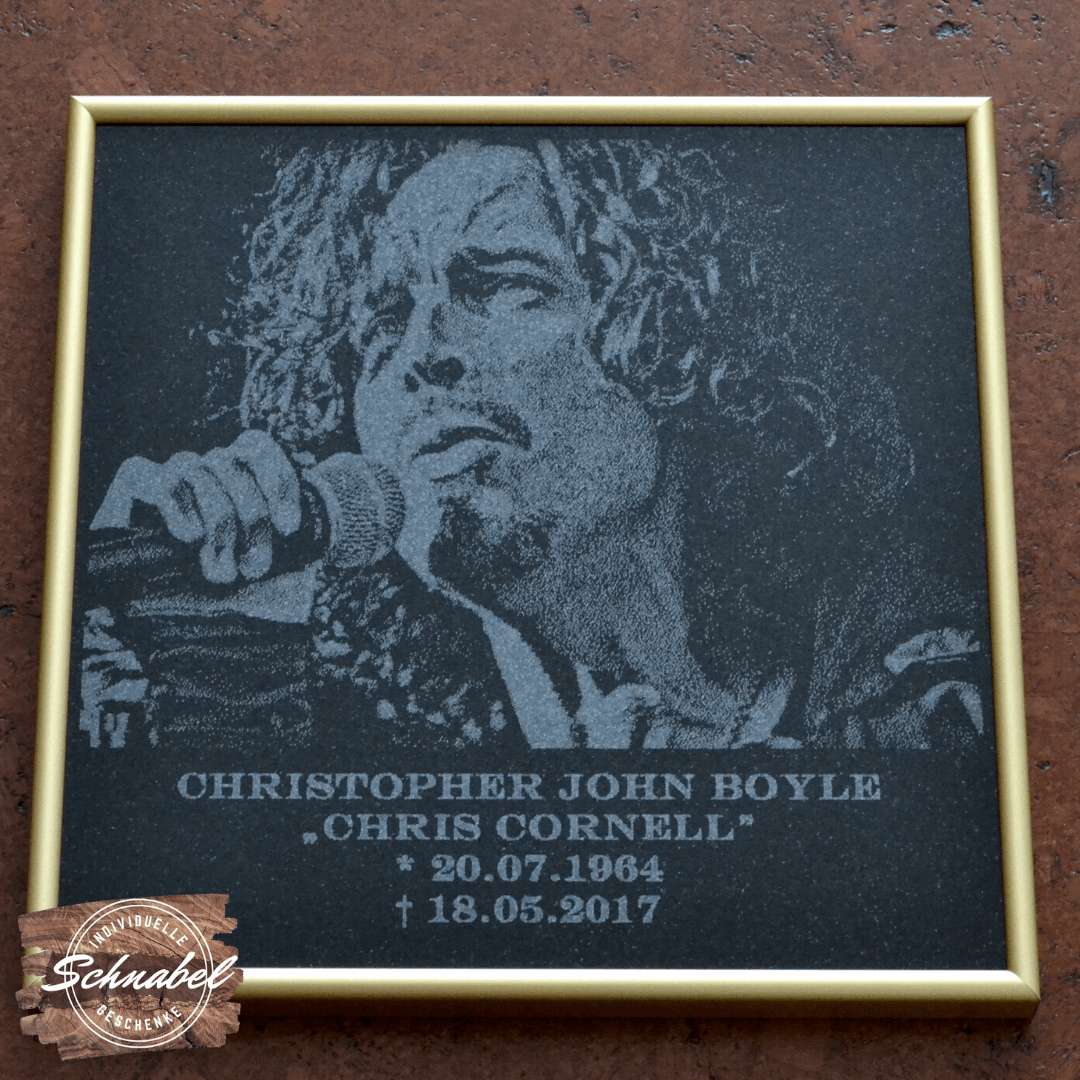 CHRISTOPHER JOHN BOYLE
„CHRIS CORNELL”
* 20.07.1964
† 18.05.2017
INDIVIDUELLE
Schnabel
GESCHENKE